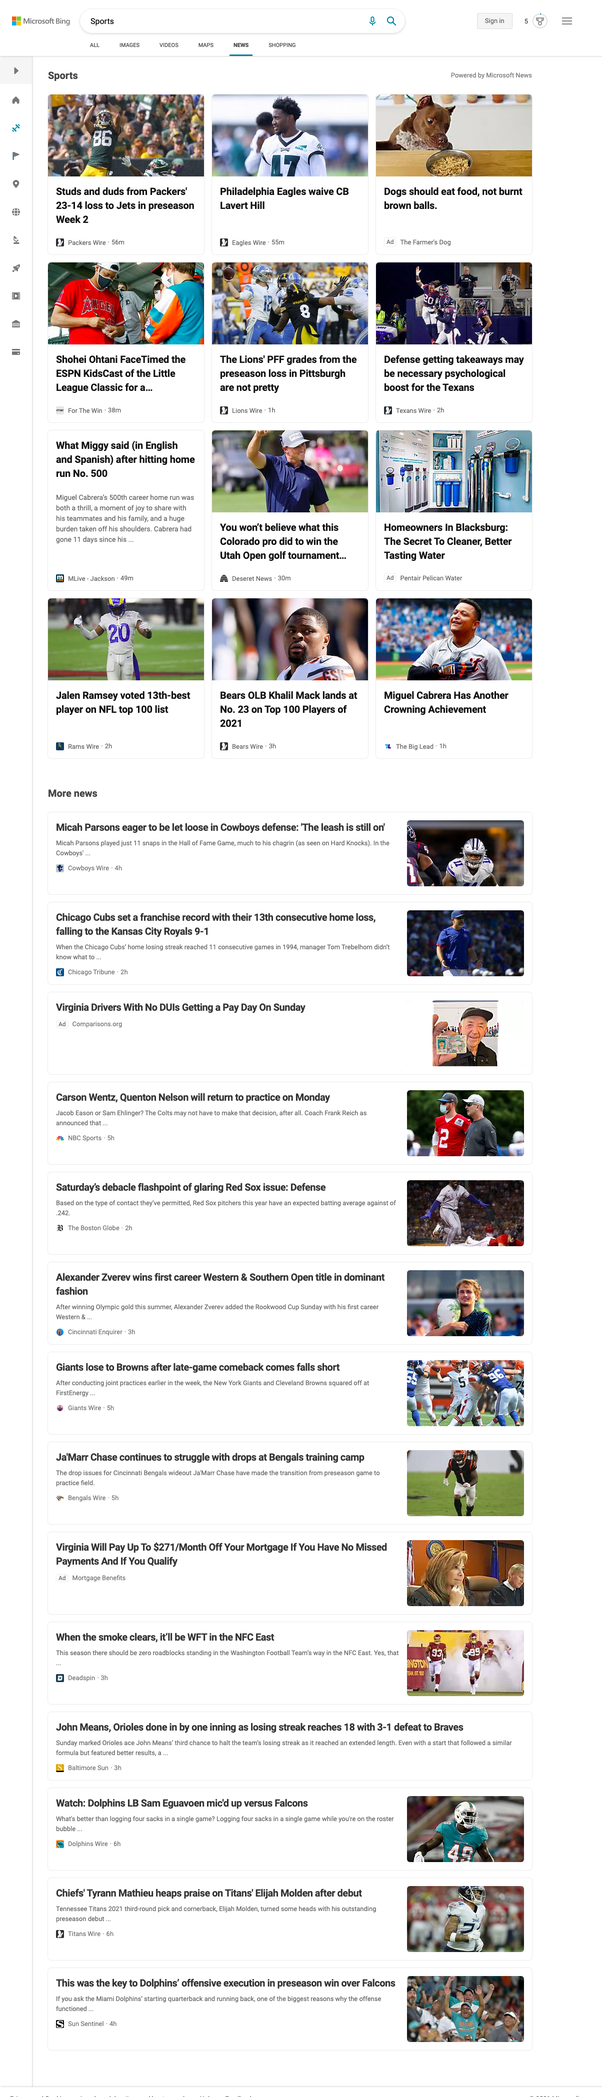 Microsoft Bing
Sports
Sign in
5
ALL IMAGES VIDEOS MAPS NEWS SHOPPING
Sports
Powered by Microsoft News
Studs and duds from Packers'
23-14 loss to Jets in preseason
Week 2
Packers Wire · 56m
Philadelphia Eagles waive CB
Lavert Hill
Eagles Wire · 55m
Dogs should eat food, not burnt
brown balls.
Ad The Farmer's Dog
Shohei Ohtani FaceTimed the
ESPN KidsCast of the Little
League Classic for a...
For The Win · 38m
The Lions' PFF grades from the
preseason loss in Pittsburgh
are not pretty
Lions Wire · 1h
Defense getting takeaways may
be necessary psychological
boost for the Texans
Texans Wire · 2h
What Miggy said (in English
and Spanish) after hitting home
run No. 500
Miguel Cabrera's 500th career home run was
both a thrill, a moment of joy to share with
his teammates and his family, and a huge
burden taken off his shoulders. Cabrera had
gone 11 days since his ...
MLive - Jackson · 49m
You won't believe what this
Colorado pro did to win the
Utah Open golf tournament...
Deseret News · 30m
Homeowners In Blacksburg:
The Secret To Cleaner, Better
Tasting Water
Ad Pentair Pelican Water
Jalen Ramsey voted 13th-best
player on NFL top 100 list
Rams Wire · 2h
Bears OLB Khalil Mack lands at
No. 23 on Top 100 Players of
2021
Bears Wire · 3h
Miguel Cabrera Has Another
Crowning Achievement
The Big Lead · 1h
More news
Micah Parsons eager to be let loose in Cowboys defense: 'The leash is still on'
Micah Parsons played just 11 snaps in the Hall of Fame Game, much to his chagrin (as seen on Hard Knocks). In the
Cowboys' ...
Cowboys Wire · 4h
Chicago Cubs set a franchise record with their 13th consecutive home loss,
falling to the Kansas City Royals 9-1
When the Chicago Cubs' home losing streak reached 11 consecutive games in 1994, manager Tom Trebelhorn didn't
know what to ...
Chicago Tribune · 2h
Virginia Drivers With No DUIs Getting a Pay Day On Sunday
Ad Comparisons.org
Carson Wentz, Quenton Nelson will return to practice on Monday
Jacob Eason or Sam Ehlinger? The Colts may not have to make that decision, after all. Coach Frank Reich as
announced that ...
NBC Sports · 5h
Saturday's debacle flashpoint of glaring Red Sox issue: Defense
Based on the type of contact they've permitted, Red Sox pitchers this year have an expected batting average against of
.242.
The Boston Globe · 2h
Alexander Zverev wins first career Western & Southern Open title in dominant
fashion
After winning Olympic gold this summer, Alexander Zverev added the Rookwood Cup Sunday with his first career
Western & ...
Cincinnati Enquirer · 3h
Giants lose to Browns after late-game comeback comes falls short
After conducting joint practices earlier in the week, the New York Giants and Cleveland Browns squared off at
FirstEnergy ...
Giants Wire · 5h
Ja'Marr Chase continues to struggle with drops at Bengals training camp
The drop issues for Cincinnati Bengals wideout Ja'Marr Chase have made the transition from preseason game to
practice field.
Bengals Wire · 5h
Virginia Will Pay Up To $271/Month Off Your Mortgage If You Have No Missed
Payments And If You Qualify
Ad Mortgage Benefits
When the smoke clears, it'll be WFT in the NFC East
This season there should be zero roadblocks standing in the Washington Football Team's way in the NFC East. Yes, that
...
Deadspin · 3h
John Means, Orioles done in by one inning as losing streak reaches 18 with 3-1 defeat to Braves
Sunday marked Orioles ace John Means' third chance to halt the team's losing streak as it reached an extended length. Even with a start that followed a similar
formula but featured better results, a ...
Baltimore Sun · 3h
Watch: Dolphins LB Sam Eguavoen mic'd up versus Falcons
What's better than logging four sacks in a single game? Logging four sacks in a single game while you're on the roster
bubble ...
Dolphins Wire · 6h
Chiefs' Tyrann Mathieu heaps praise on Titans' Elijah Molden after debut
Tennessee Titans 2021 third-round pick and cornerback, Elijah Molden, turned some heads with his outstanding
preseason debut ...
Titans Wire · 6h
This was the key to Dolphins' offensive execution in preseason win over Falcons
If you ask the Miami Dolphins' starting quarterback and running back, one of the biggest reasons why the offense
functioned ...
Sun Sentinel · 4h